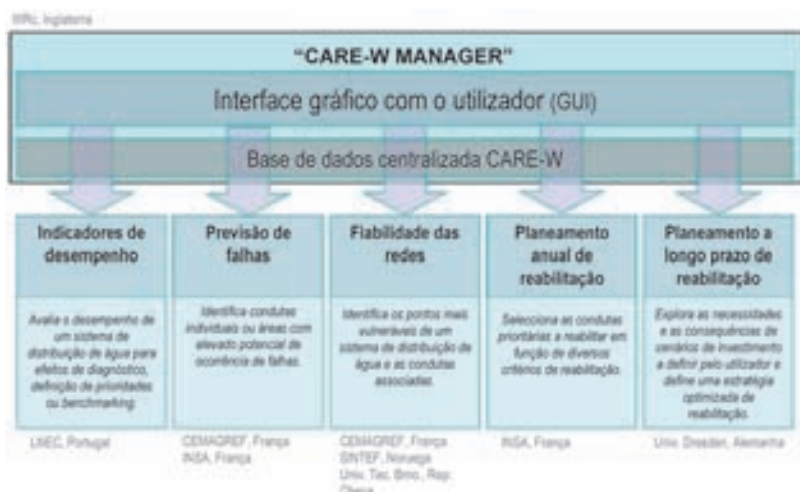 WRc, Inglaterra
“CARE-W MANAGER”
Interface gráfico com o utilizador (GUI)
Base de dados centralizada CARE-W
Indicadores de
desempenho
Avalia o desempenho de
um sistema de
distribuição de água para
efeitos de diagnóstico,
definição de prioridades
ou benchmarking.
LNEC, Portugal
Previsão de
falhas
Identifica condutas
individuais ou áreas com
elevado potencial de
ocorrência de falhas.
CEMAGREF, França
INSA, França
Fiabilidade das
redes
Identifica os pontos mais
vulneráveis de um
sistema de distribuição de
água e as condutas
associadas.
CEMAGREF, França
SINTEF, Noruega
Univ. Tec. Brno, Rep.
Checa
Planeamento
anual de
reabilitação
Selecciona as condutas
prioritárias a reabilitar em
função de diversos
critérios de reabilitação.
INSA, França
Planeamento a
longo prazo de
reabilitação
Explora as necessidades
e as consequências de
cenários de investimento
a definir pelo utilizador e
define uma estratégia
optimizada de
reabilitação.
Univ. Dresden, Alemanha